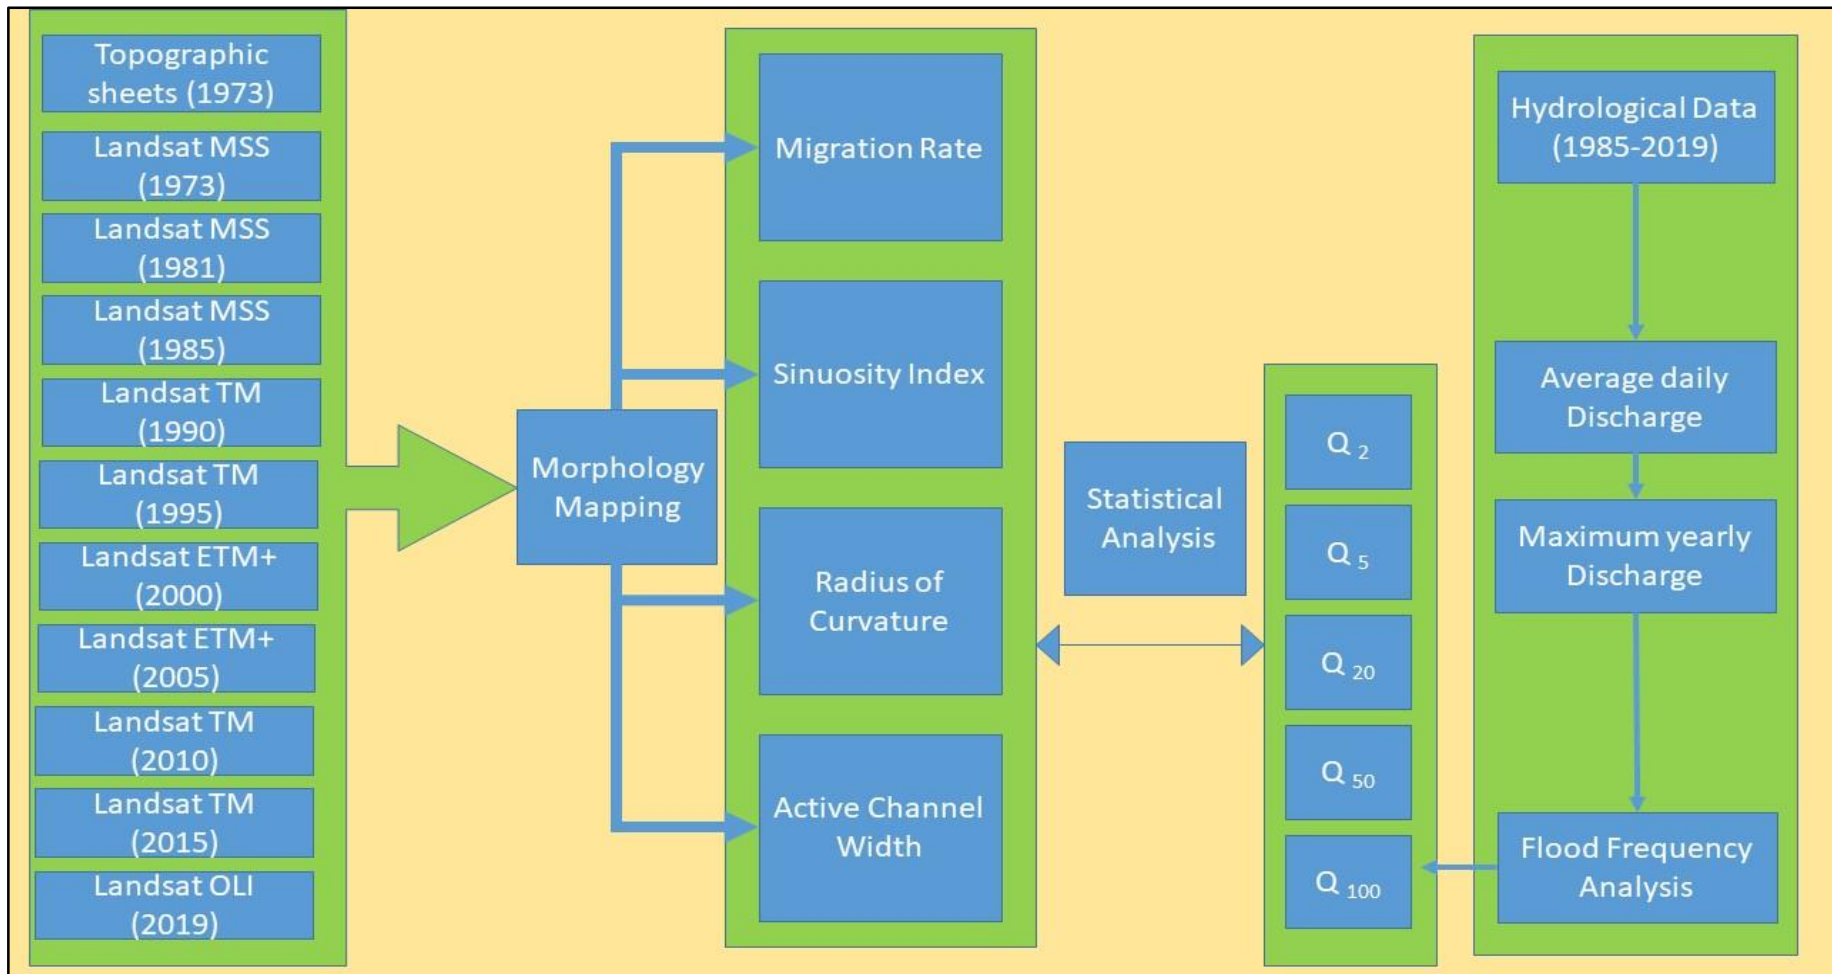 Topographic
sheets (1973)
Landsat MSS
(1973)
Landsat MSS
(1981)
Landsat MSS
(1985)
Landsat TM
(1990)
Landsat TM
(1995)
Landsat ETM+
(2000)
Landsat ETM+
(2005)
Landsat TM
(2010)
Landsat TM
(2015)
Landsat OLI
(2019)
Morphology
Mapping
Migration Rate
Sinuosity Index
Radius of
Curvature
Active Channel
Width
Statistical
Analysis
Q 2
Q 5
Q 20
Q 50
Q 100
Hydrological Data
(1985-2019)
Average daily
Discharge
Maximum yearly
Discharge
Flood Frequency
Analysis